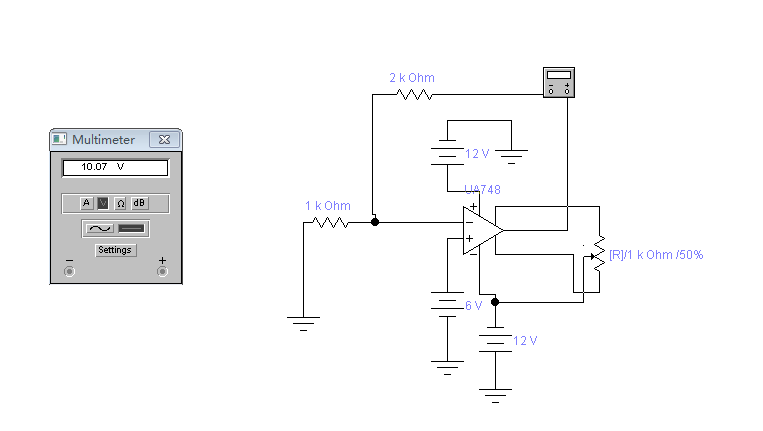 Multimeter
10.07 V
A V Ω dB
Settings
− +
2 k Ohm
− +
12 V
UA748
1 k Ohm
+
−
+
−
[R]/1 k Ohm /50%
6 V
12 V